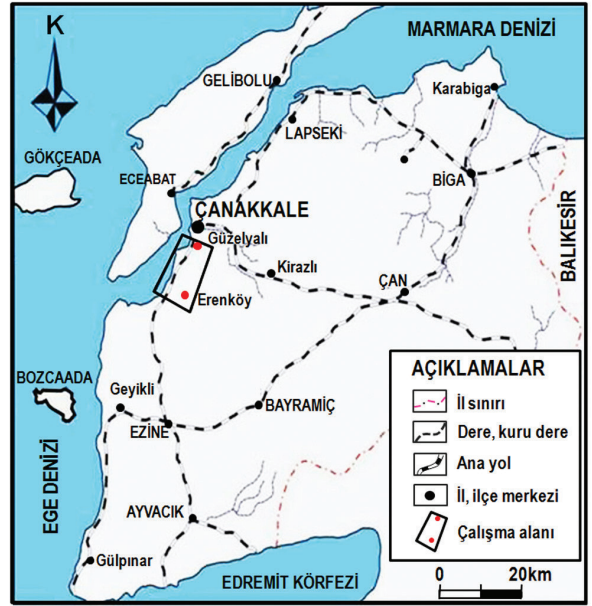 K
MARMARA DENİZİ
GELİBOLU
Karabiga
LAPSEKİ
GÖKÇEADA
ECEABAT
BİGA
ÇANAKKALE
Güzelyalı
BALIKESİR
Kirazlı
ÇAN
Erenköy
BOZCAADA
Geyikli
BAYRAMİÇ
EZİNE
EGE DENİZİ
AYVACIK
Gülpınar
EDREMİT KÖRFEZİ
AÇIKLAMALAR
İl sınırı
Dere, kuru dere
Ana yol
İl, ilçe merkezi
Çalışma alanı
0 20km